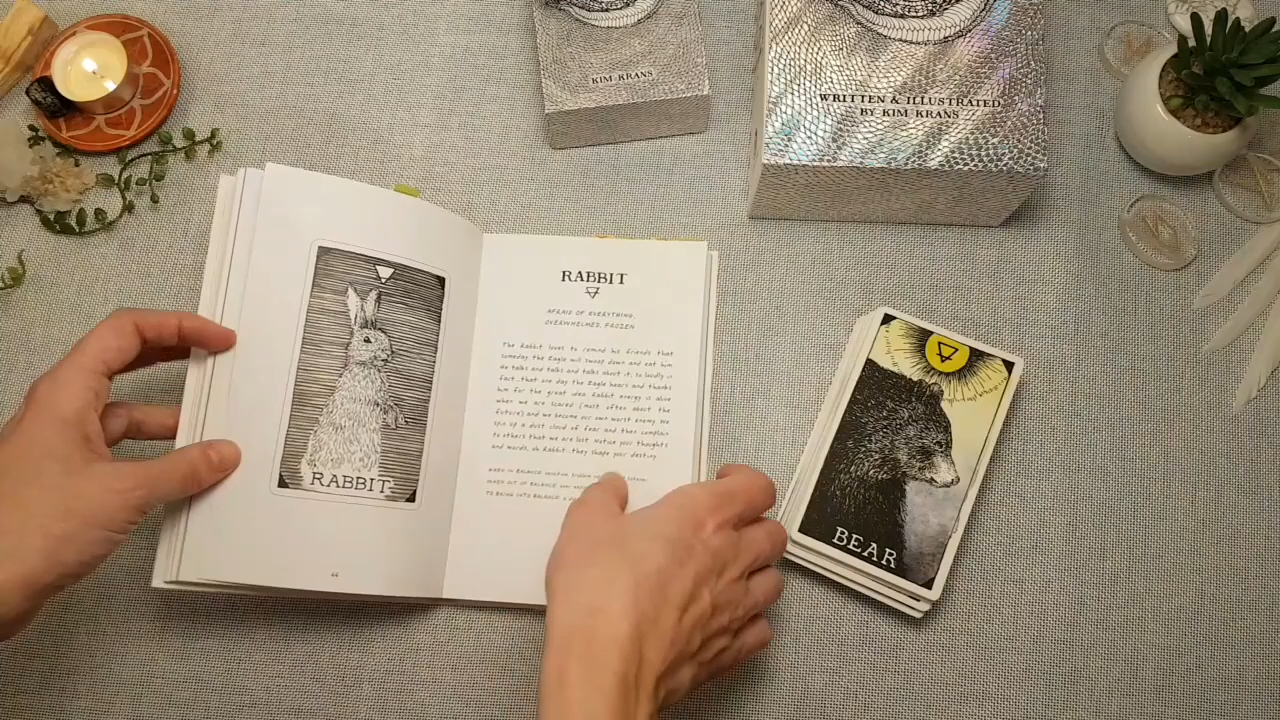 KIM KRANS
WRITTEN & ILLUSTRATED
BY KIM KRANS
RABBIT
66
RABBIT
AFRAID OF EVERYTHING,
OVERWHELMED, FROZEN
The Rabbit loves to remind his friends that
someday the Eagle will swoop down and eat him
He talks and talks and talks about it, so loudly in
fact, that one day the Eagle hears and thanks
him for the great idea. Rabbit energy is alive
when we are scared (most often about the
future) and we become our own worst enemy. We
spin up a dust cloud of fear and then complain
to others that we are lost. Notice your thoughts
and words, oh Rabbit...they shape your destiny.
WHEN IN BALANCE: listener
WHEN OUT OF BALANCE:
TO BRING INTO BALANCE:
BEAR